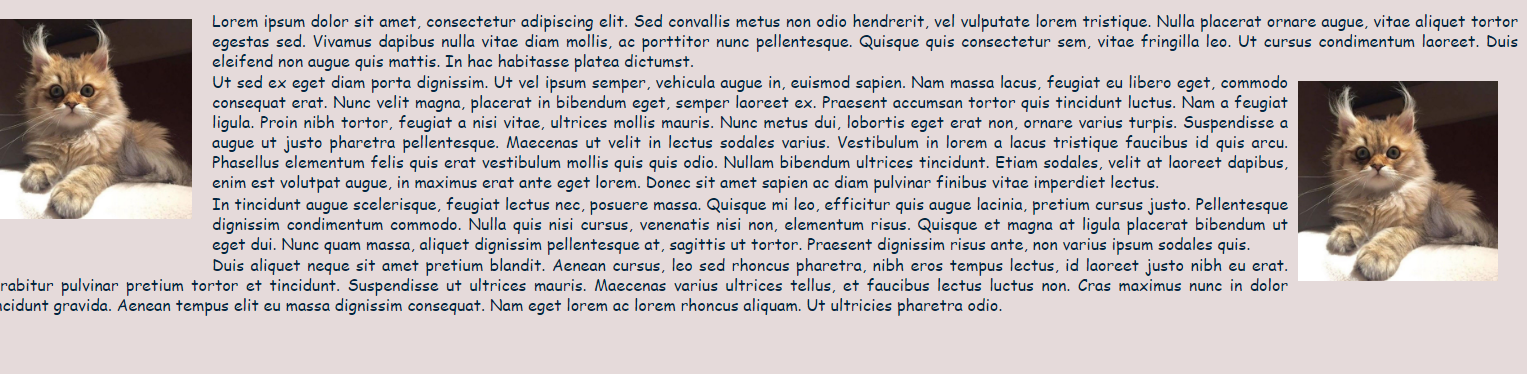 Lorem ipsum dolor sit amet, consectetur adipiscing elit. Sed convallis metus non odio hendrerit, vel vulputate lorem tristique. Nulla placerat ornare augue, vitae aliquet tortor
egestas sed. Vivamus dapibus nulla vitae diam mollis, ac porttitor nunc pellentesque. Quisque quis consectetur sem, vitae fringilla leo. Ut cursus condimentum laoreet. Duis
eleifend non augue quis mattis. In hac habitasse platea dictumst.
Ut sed ex eget diam porta dignissim. Ut vel ipsum semper, vehicula augue in, euismod sapien. Nam massa lacus, feugiat eu libero eget, commodo
consequat erat. Nunc velit magna, placerat in bibendum eget, semper laoreet ex. Praesent accumsan tortor quis tincidunt luctus. Nam a feugiat
ligula. Proin nibh tortor, feugiat a nisi vitae, ultrices mollis mauris. Nunc metus dui, lobortis eget erat non, ornare varius turpis. Suspendisse a
augue ut justo pharetra pellentesque. Maecenas ut velit in lectus sodales varius. Vestibulum in lorem a lacus tristique faucibus id quis arcu.
Phasellus elementum felis quis erat vestibulum mollis quis quis odio. Nullam bibendum ultrices tincidunt. Etiam sodales, velit at laoreet dapibus,
enim est volutpat augue, in maximus erat ante eget lorem. Donec sit amet sapien ac diam pulvinar finibus vitae imperdiet lectus.
In tincidunt augue scelerisque, feugiat lectus nec, posuere massa. Quisque mi leo, efficitur quis augue lacinia, pretium cursus justo. Pellentesque
dignissim condimentum commodo. Nulla quis nisi cursus, venenatis nisi non, elementum risus. Quisque et magna at ligula placerat bibendum ut
eget dui. Nunc quam massa, aliquet dignissim pellentesque at, sagittis ut tortor. Praesent dignissim risus ante, non varius ipsum sodales quis.
Duis aliquet neque sit amet pretium blandit. Aenean cursus, leo sed rhoncus pharetra, nibh eros tempus lectus, id laoreet justo nibh eu erat.
rabitur pulvinar pretium tortor et tincidunt. Suspendisse ut ultrices mauris. Maecenas varius ultrices tellus, et faucibus lectus luctus non. Cras maximus nunc in dolor
ncidunt gravida. Aenean tempus elit eu massa dignissim consequat. Nam eget lorem ac lorem rhoncus aliquam. Ut ultricies pharetra odio.